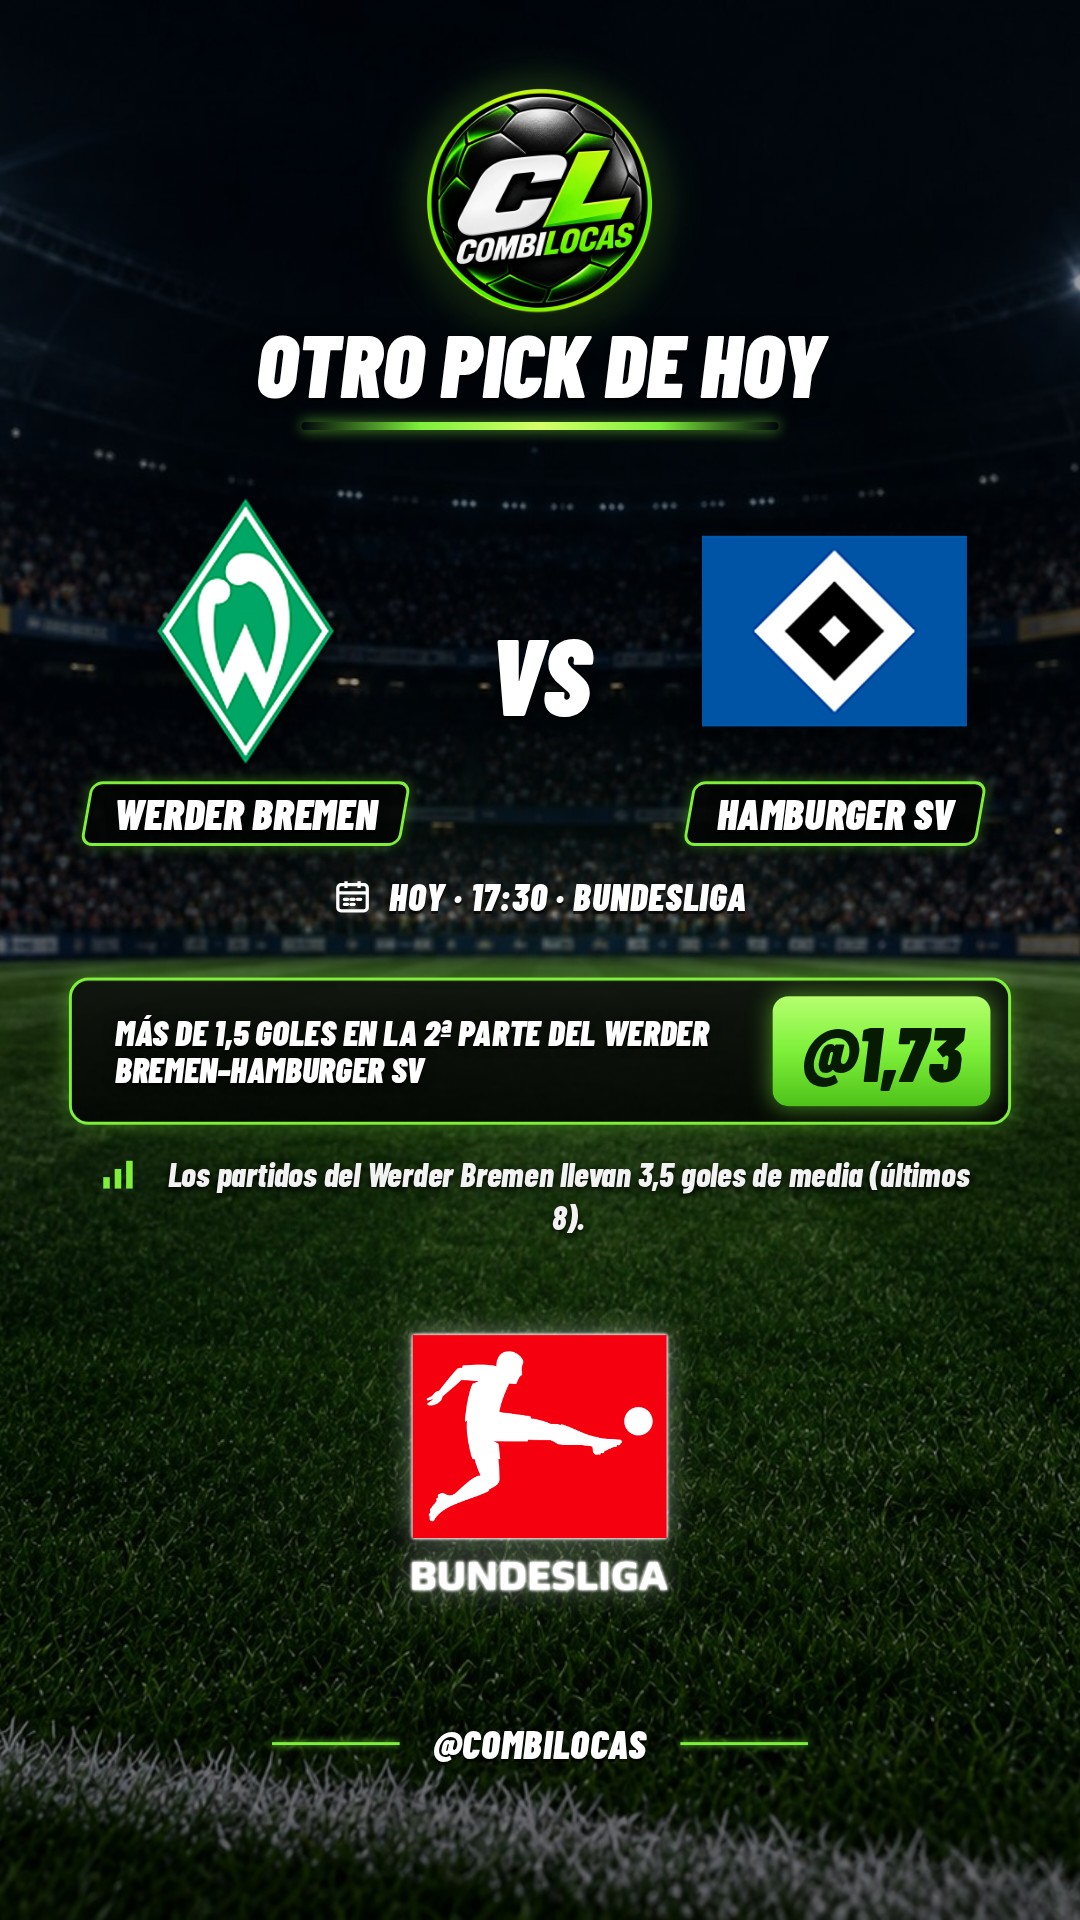 CL
COMBILOCAS
OTRO PICK DE HOY
VS
WERDER BREMEN
HAMBURGER SV
HOY · 17:30 · BUNDESLIGA
MÁS DE 1,5 GOLES EN LA 2ª PARTE DEL WERDER
BREMEN-HAMBURGER SV
@1,73
Los partidos del Werder Bremen llevan 3,5 goles de media (últimos
8).
BUNDESLIGA
@COMBILOCAS